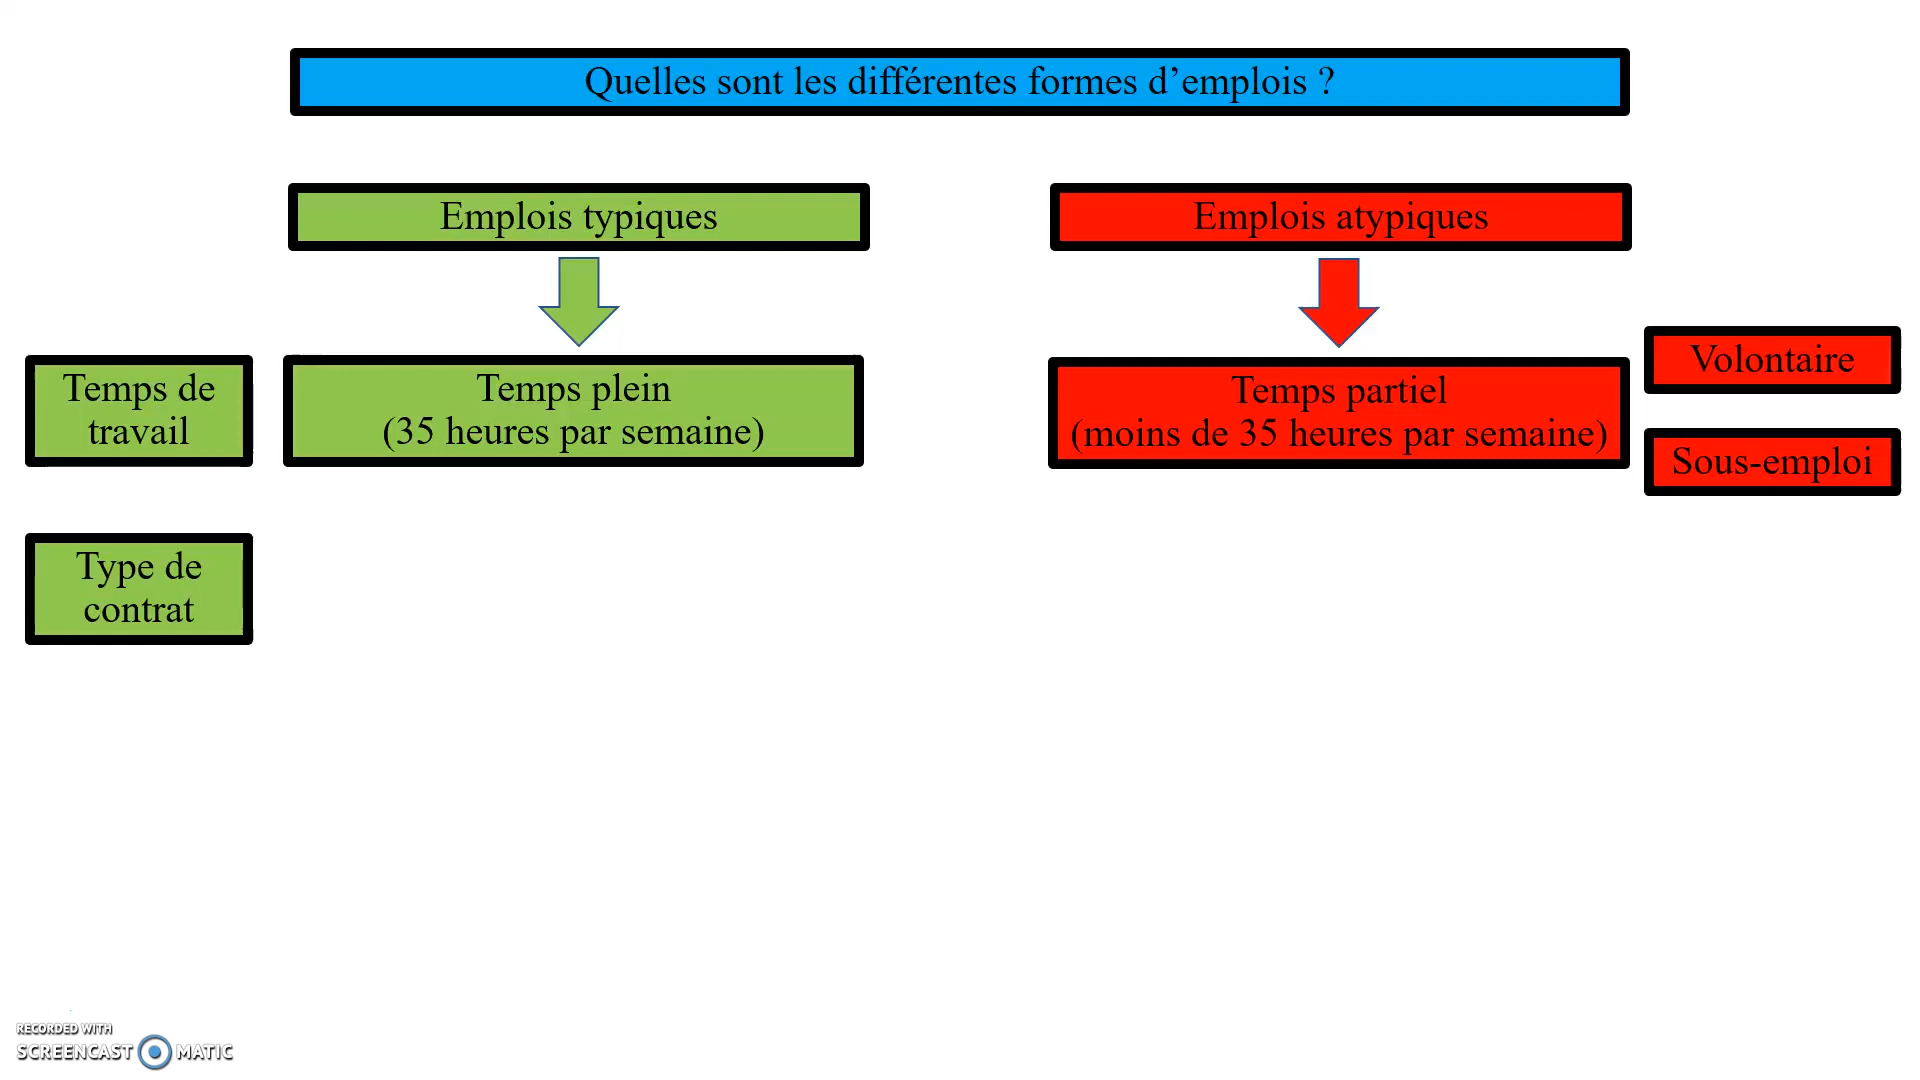 Quelles sont les différentes formes d’emplois ?
Emplois typiques
Emplois atypiques
Temps de
travail
Temps plein
(35 heures par semaine)
Temps partiel
(moins de 35 heures par semaine)
Volontaire
Sous-emploi
Type de
contrat
RECORDED WITH
SCREENCAST MATIC